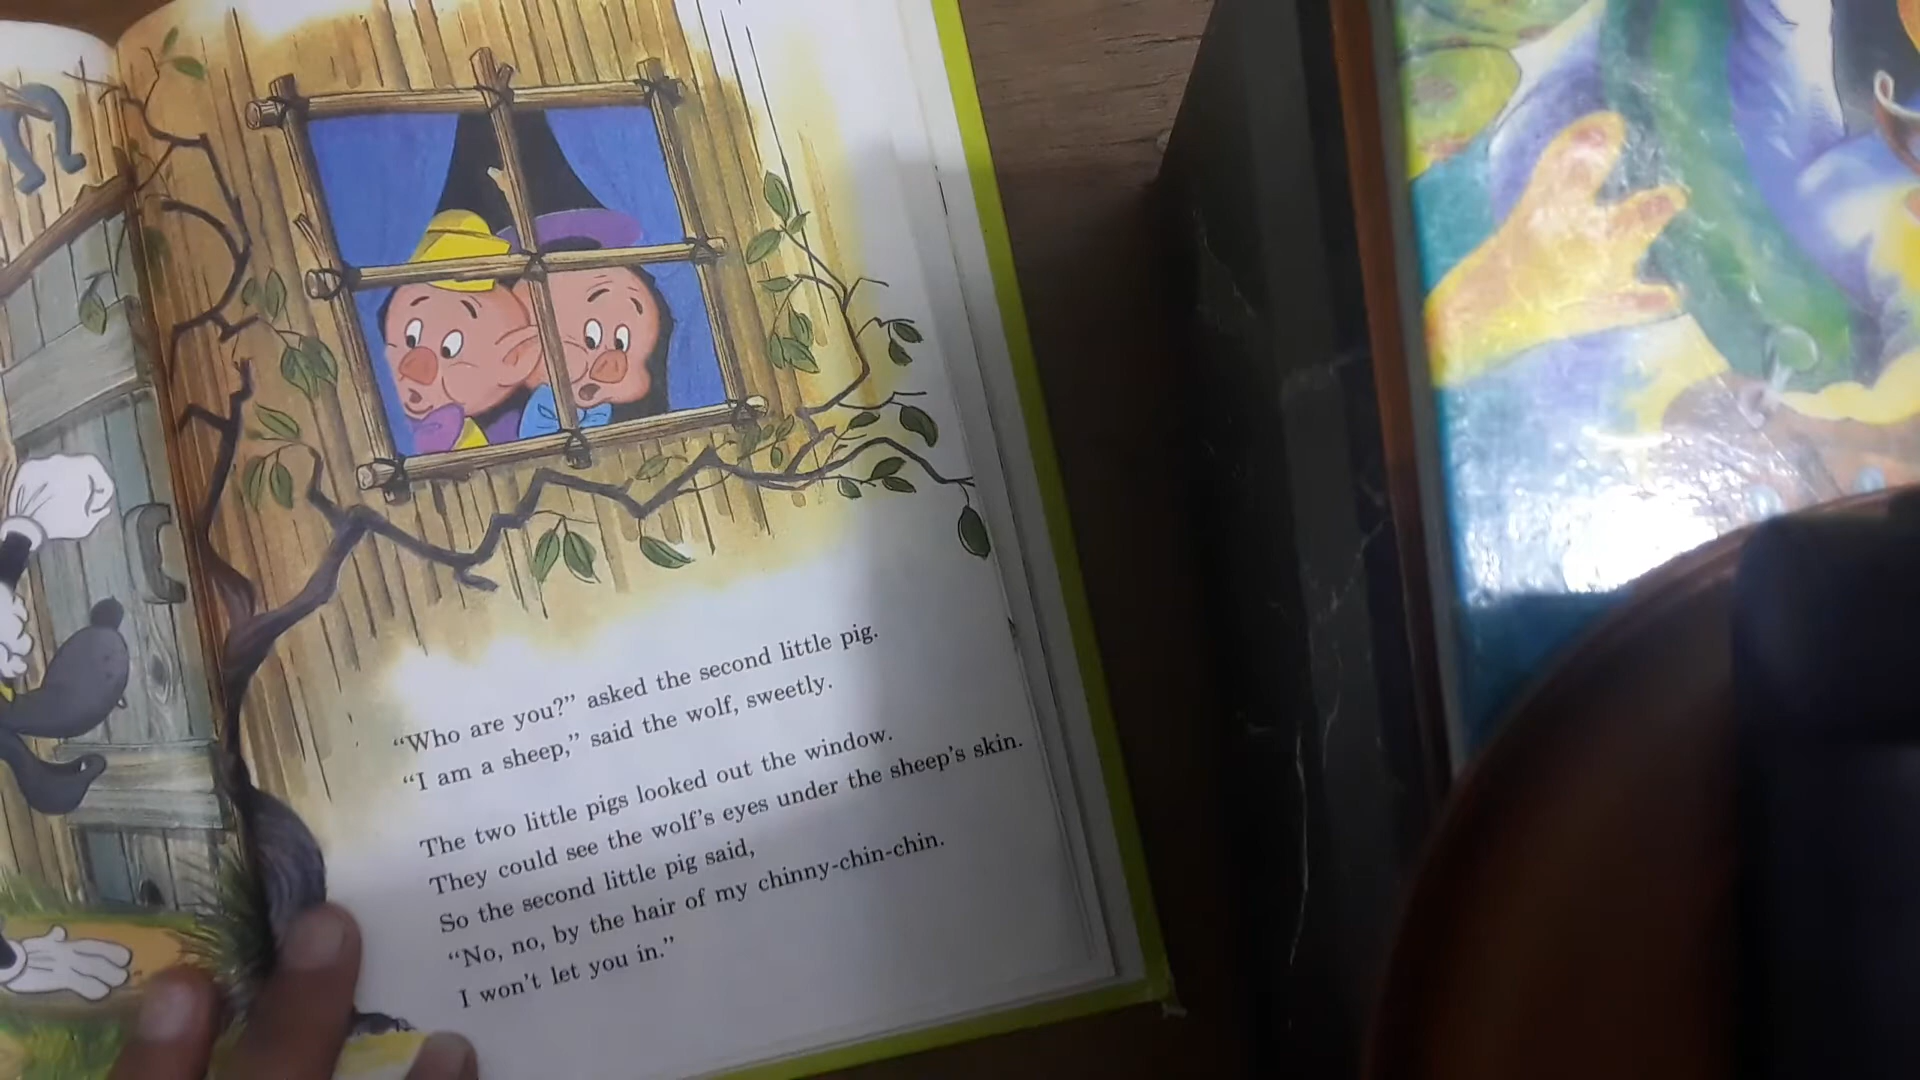 “Who are you?” asked the second little pig.
“I am a sheep,” said the wolf, sweetly.
The two little pigs looked out the window.
They could see the wolf’s eyes under the sheep’s skin.
So the second little pig said,
“No, no, by the hair of my chinny-chin-chin.
I won’t let you in.”